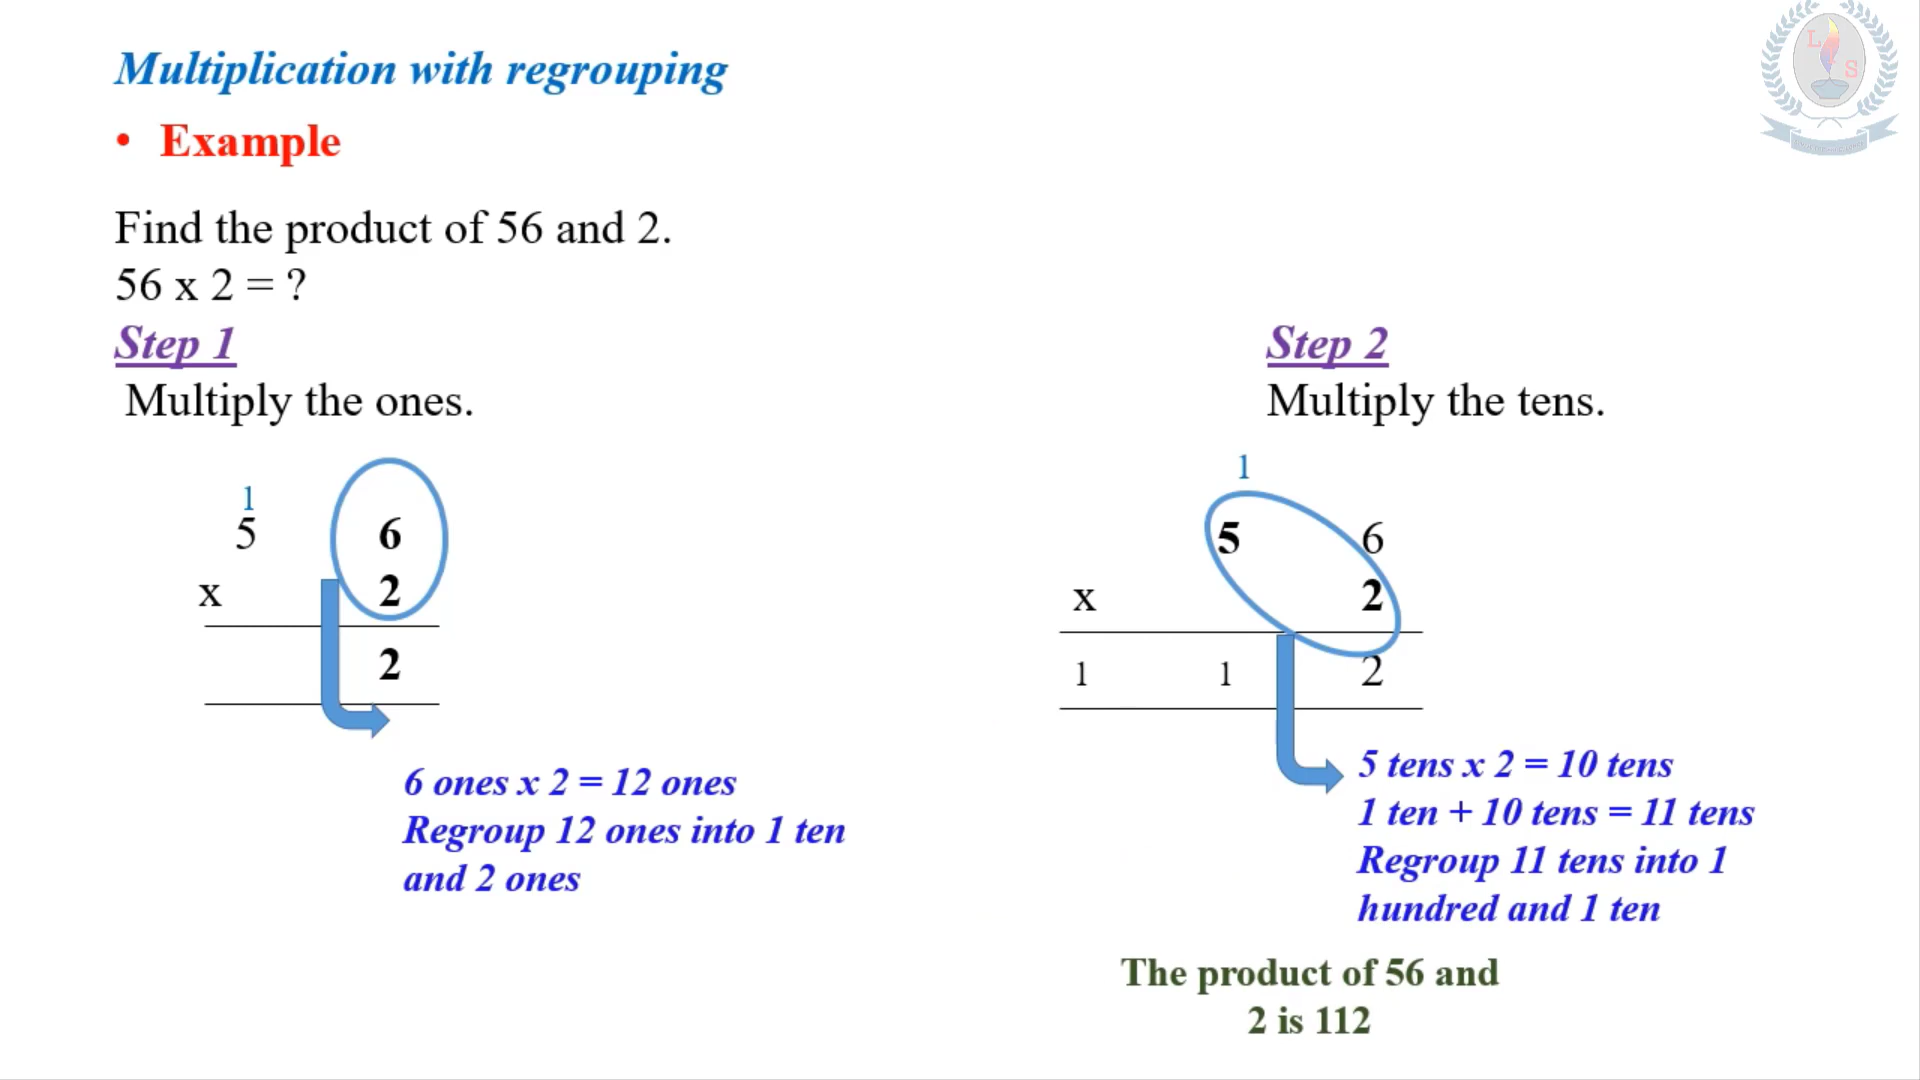 Multiplication with regrouping
• Example
Find the product of 56 and 2.
56 x 2 = ?
Step 1
Multiply the ones.
1
5 6
x 2
2
6 ones x 2 = 12 ones
Regroup 12 ones into 1 ten
and 2 ones
Step 2
Multiply the tens.
1
5 6
x 2
1 1 2
5 tens x 2 = 10 tens
1 ten + 10 tens = 11 tens
Regroup 11 tens into 1
hundred and 1 ten
The product of 56 and
2 is 112
L
S